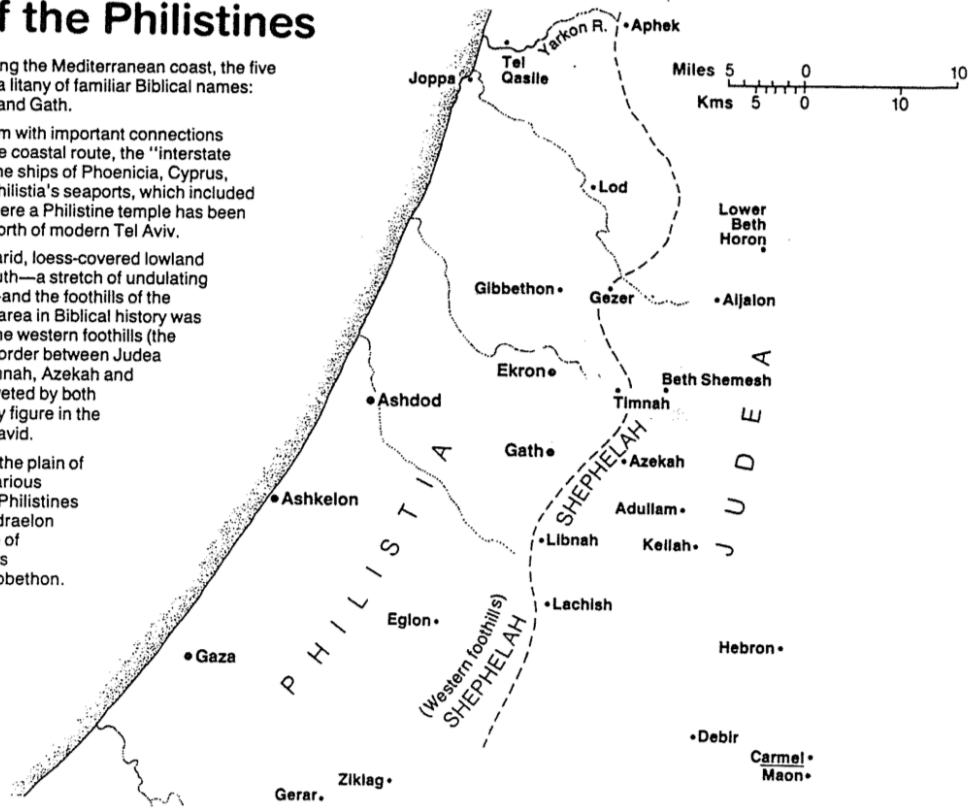 f the Philistines
ng the Mediterranean coast, the five
a litany of familiar Biblical names:
and Gath.
m with important connections
e coastal route, the "interstate
he ships of Phoenicia, Cyprus,
hilistia's seaports, which included
ere a Philistine temple has been
orth of modern Tel Aviv.
arid, loess-covered lowland
uth—a stretch of undulating
and the foothills of the
area in Biblical history was
he western foothills (the
order between Judea
nnah, Azekah and
veted by both
y figure in the
avid.
the plain of
arious
Philistines
draelon
of
s
bbethon.
Yarkon R.
Aphek
Tel
Qasile
Joppa
Miles 5 0 10
Kms 5 0 10
Lod
Lower
Beth
Horon
Gibbethon
Gezer
Aijalon
Ekron
Beth Shemesh
Timnah
Ashdod
Gath
Azekah
SHEPHELAH
JUDEA
Ashkelon
Adullam
Libnah
Keilah
PHILISTIA
Lachish
Eglon
(Western foothills)
SHEPHELAH
Hebron
Gaza
Debir
Carmel
Maon
Ziklag
Gerar